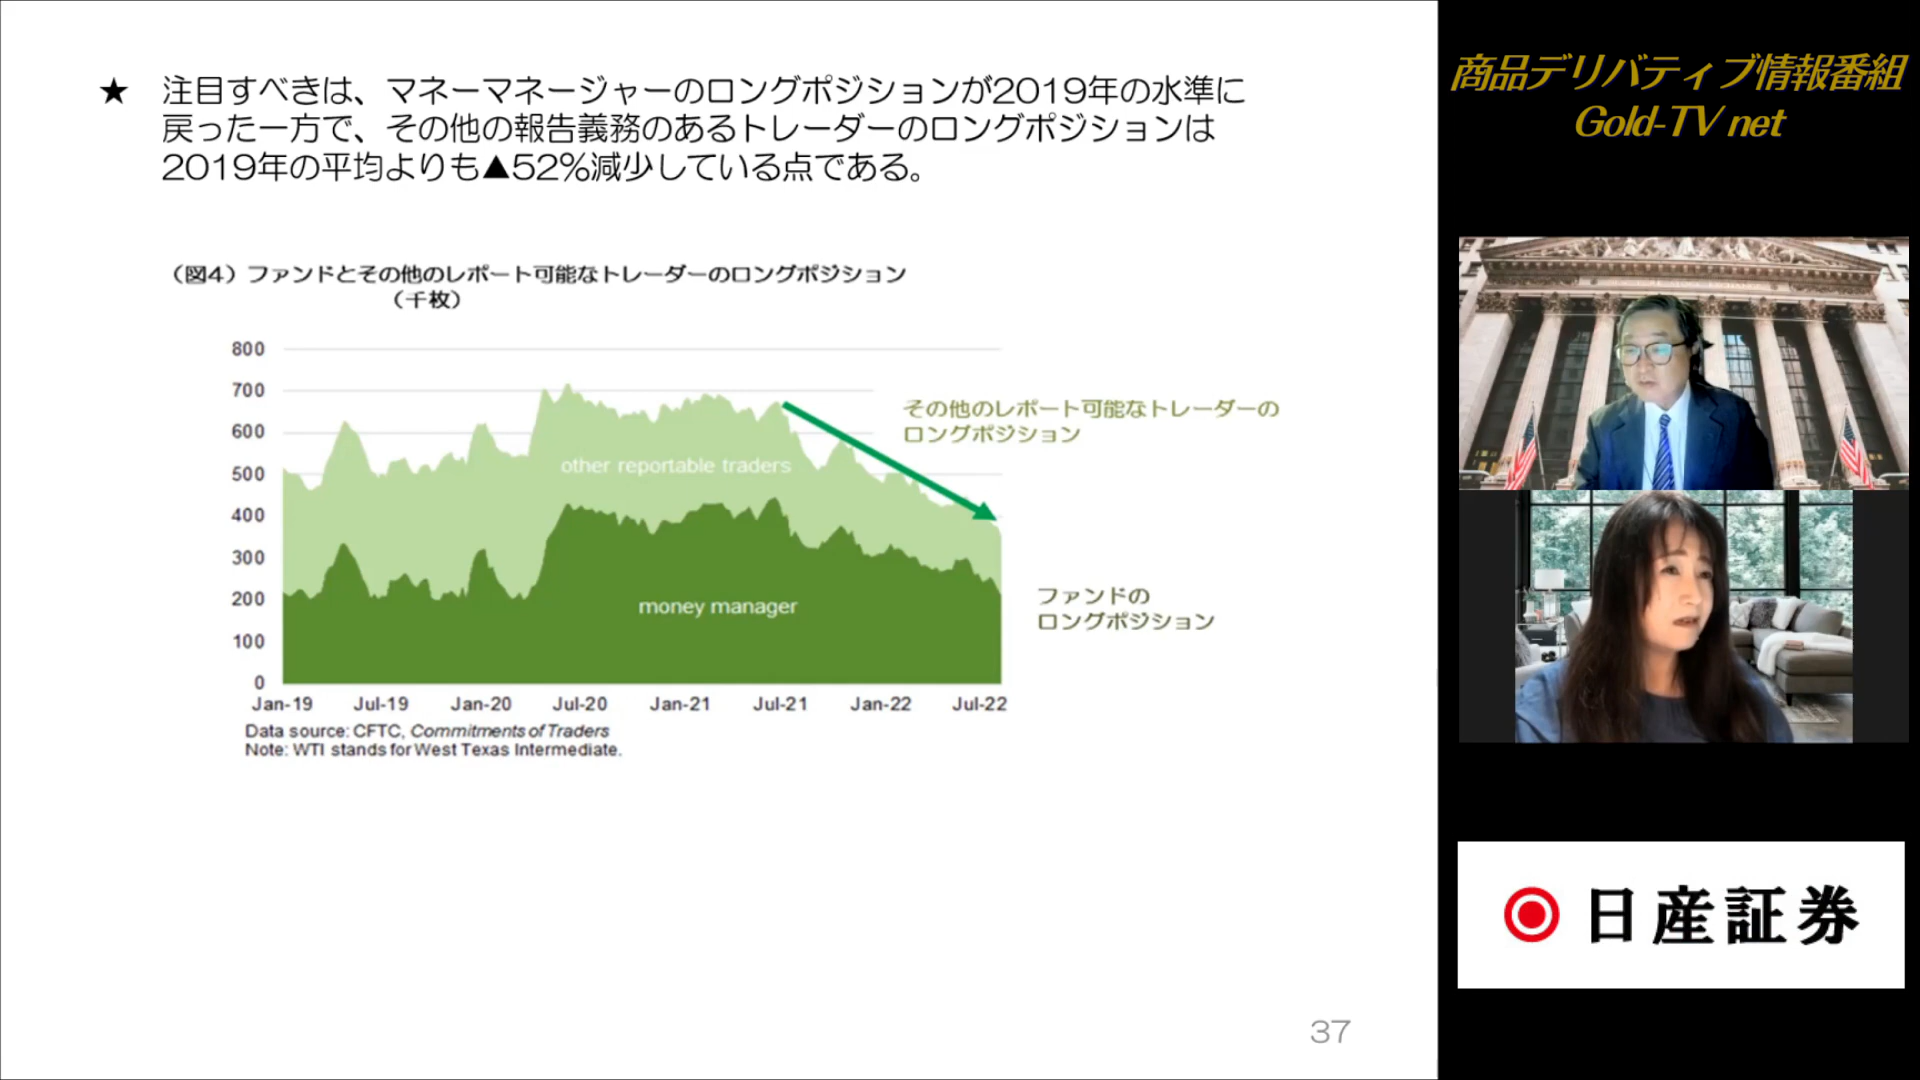 ★ 注目すべきは、マネーマネージャーのロングポジションが2019年の水準に
戻った一方で、その他の報告義務のあるトレーダーのロングポジションは
2019年の平均よりも▲52%減少している点である。
（図4）ファンドとその他のレポート可能なトレーダーのロングポジション
（千枚）
800
700
600
500
400
300
200
100
0
other reportable traders
money manager
その他のレポート可能なトレーダーの
ロングポジション
ファンドの
ロングポジション
Jan-19 Jul-19 Jan-20 Jul-20 Jan-21 Jul-21 Jan-22 Jul-22
Data source: CFTC, Commitments of Traders
Note: WTI stands for West Texas Intermediate.
37
商品デリバティブ情報番組
Gold-TV net
日産証券